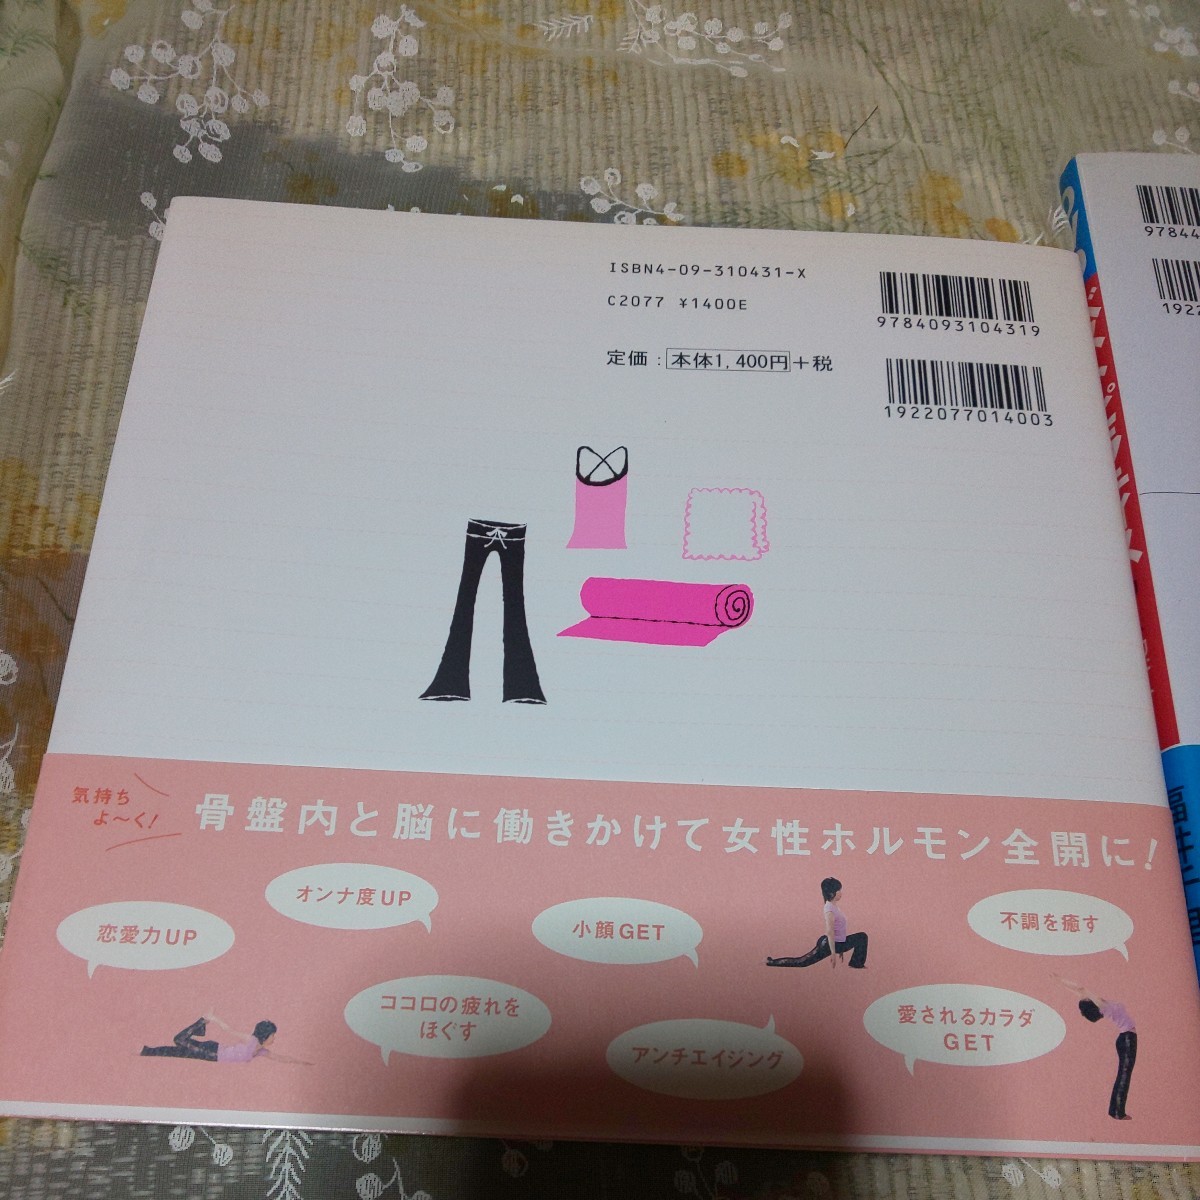 ISBN4-09-310431-X
C2077 ¥1400E
9784093104319
定価：本体1,400円＋税
1922077014003
97844
1922
気持ち
よ〜く!
骨盤内と脳に働きかけて女性ホルモン全開に!
オンナ度UP
恋愛力UP
小顔GET
不調を癒す
ココロの疲れを
ほぐす
アンチエイジング
愛されるカラダ
GET